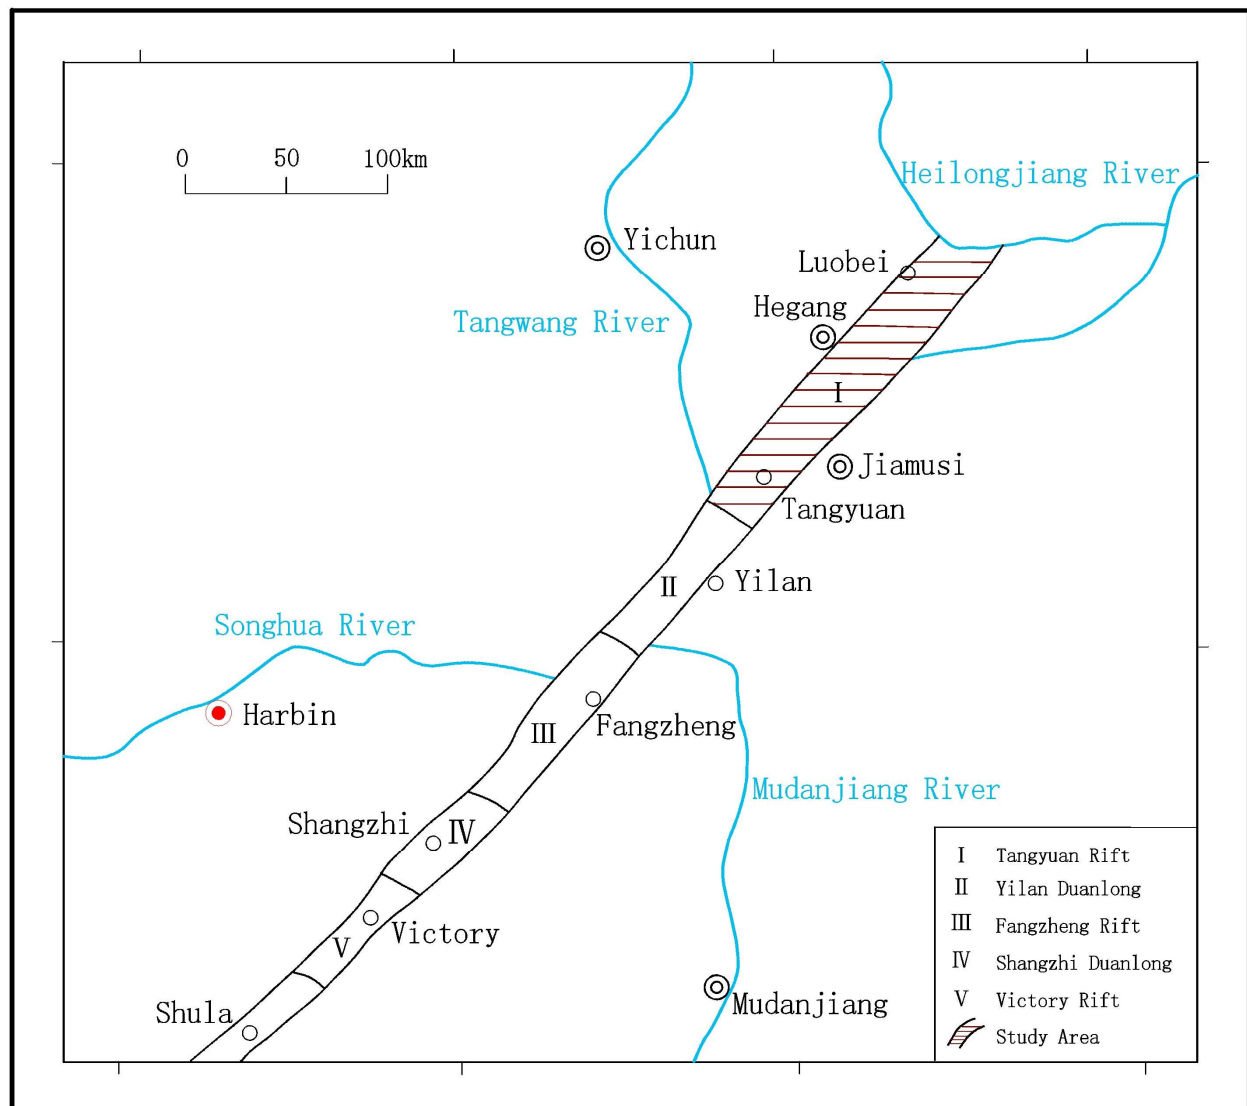 0 50 100km
Heilongjiang River
Yichun
Luobei
Hegang
Tangwang River
I
Jiamusi
Tangyuan
II
Yilan
Songhua River
Harbin
III
Fangzheng
Mudanjiang River
Shangzhi
IV
Victory
V
Mudanjiang
Shula
I Tangyuan Rift
II Yilan Duanlong
III Fangzheng Rift
IV Shangzhi Duanlong
V Victory Rift
Study Area